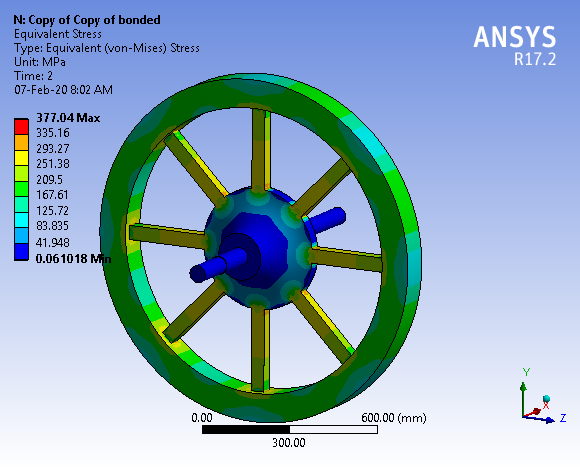 N: Copy of Copy of bonded
Equivalent Stress
Type: Equivalent (von-Mises) Stress
Unit: MPa
Time: 2
07-Feb-20 8:02 AM
ANSYS
R17.2
377.04 Max
335.16
293.27
251.38
209.5
167.61
125.72
83.835
41.948
0.061018 Min
0.00
600.00 (mm)
300.00
Y
X
Z